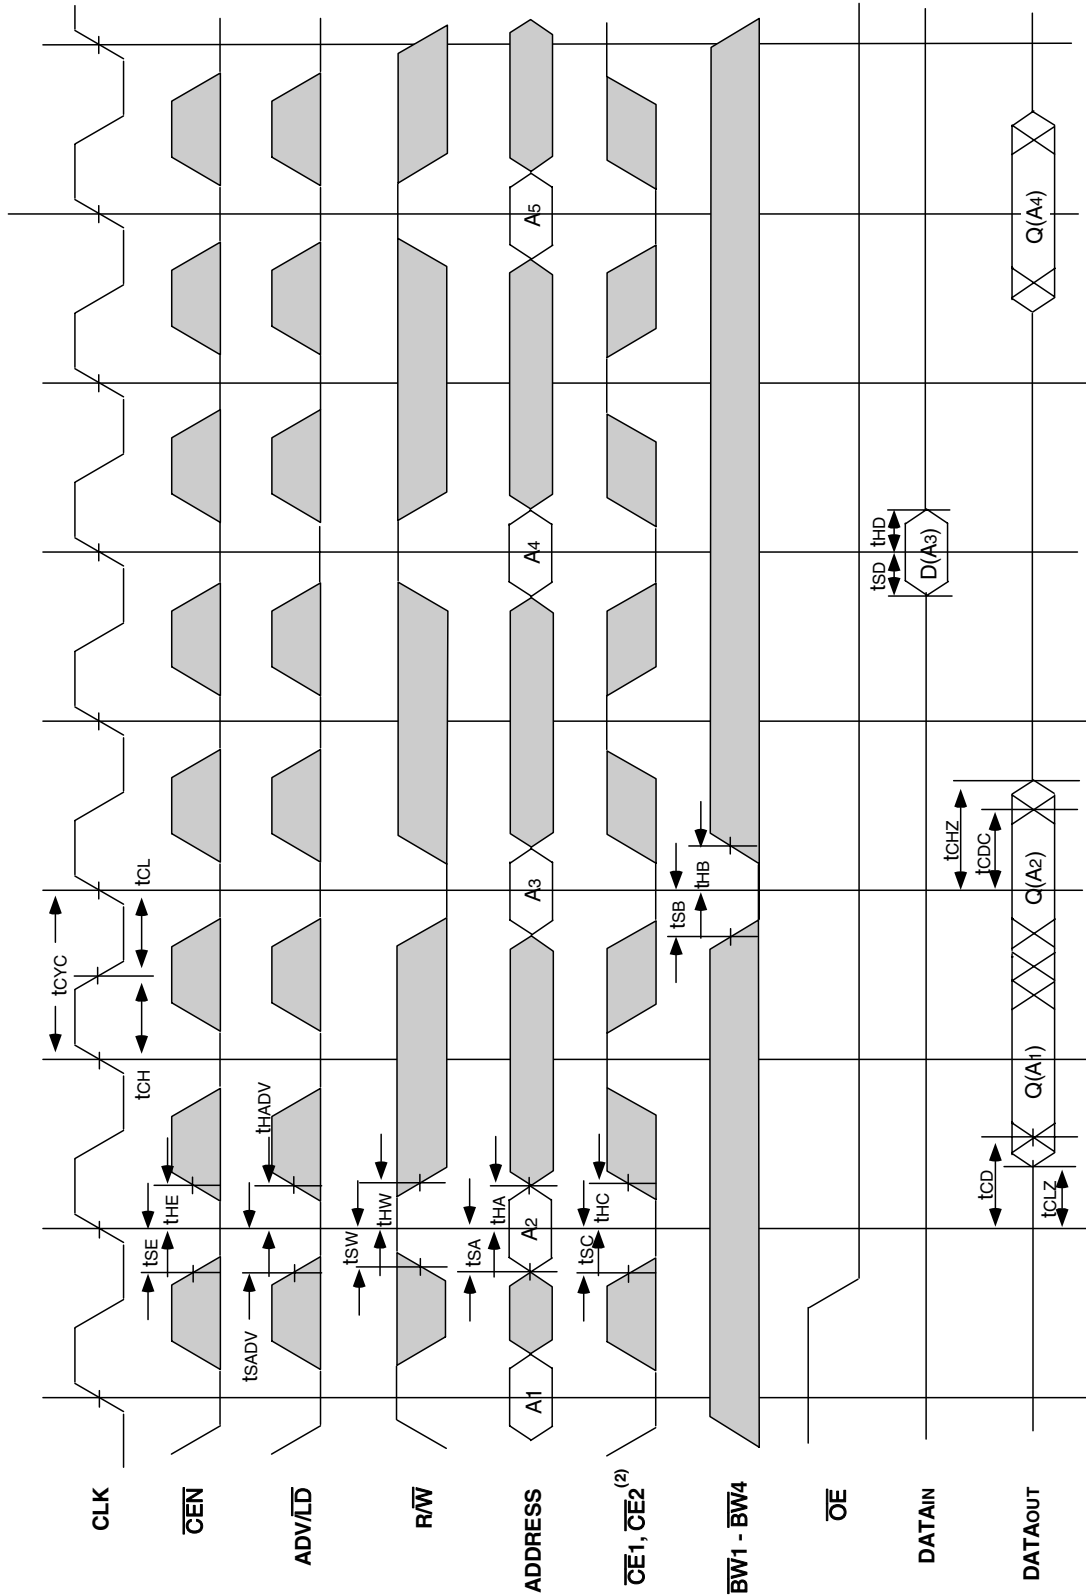 CLK
tCYC
tCH
tCL
CEN
tSE
tHE
ADV/LD
tSADV
tHADV
R/W
tSW
tHW
ADDRESS
A1
A2
A3
A4
A5
tSA
tHA
CE1, CE2 (2)
tSC
tHC
BW1 - BW4
tSB
tHB
OE
DATAIN
tSD
tHD
D(A3)
DATAOUT
tCD
tCLZ
Q(A1)
Q(A2)
tCHZ
tCDC
Q(A4)